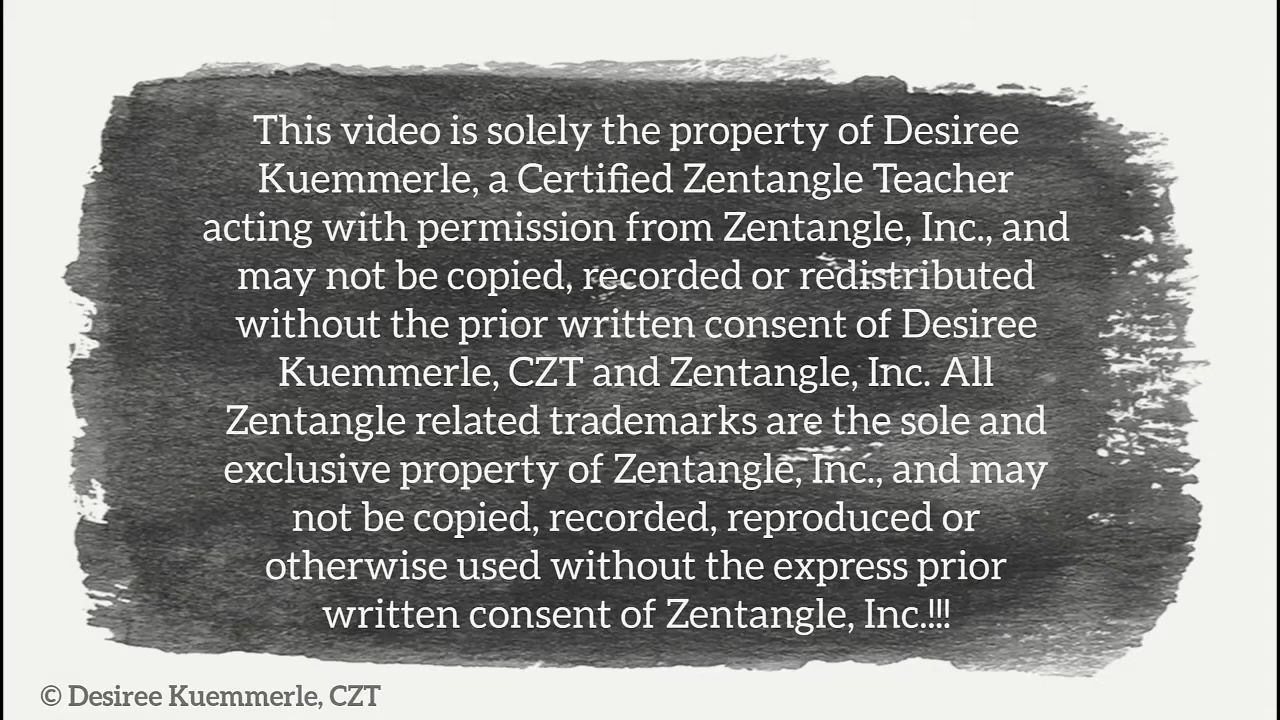 This video is solely the property of Desiree
Kuemmerle, a Certified Zentangle Teacher
acting with permission from Zentangle, Inc., and
may not be copied, recorded or redistributed
without the prior written consent of Desiree
Kuemmerle, CZT and Zentangle, Inc. All
Zentangle related trademarks are the sole and
exclusive property of Zentangle, Inc., and may
not be copied, recorded, reproduced or
otherwise used without the express prior
written consent of Zentangle, Inc.!!!
© Desiree Kuemmerle, CZT